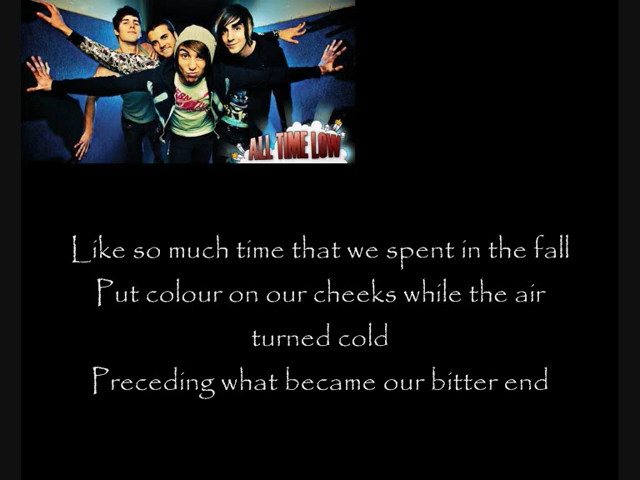 ALL TIME LOW
Like so much time that we spent in the fall
Put colour on our cheeks while the air
turned cold
Preceding what became our bitter end